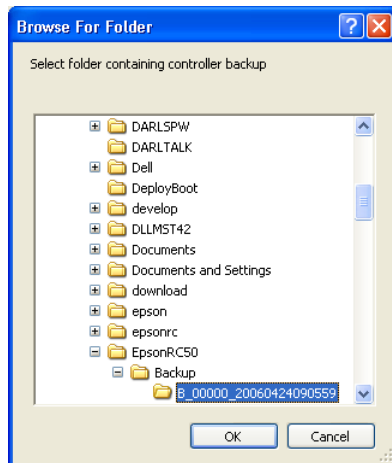 Browse For Folder
Select folder containing controller backup
DARLSPW
DARLTALK
Dell
DeployBoot
develop
DLLMST42
Documents
Documents and Settings
download
epson
epsonrc
EpsonRC50
Backup
B_00000_20060424090559
OK Cancel